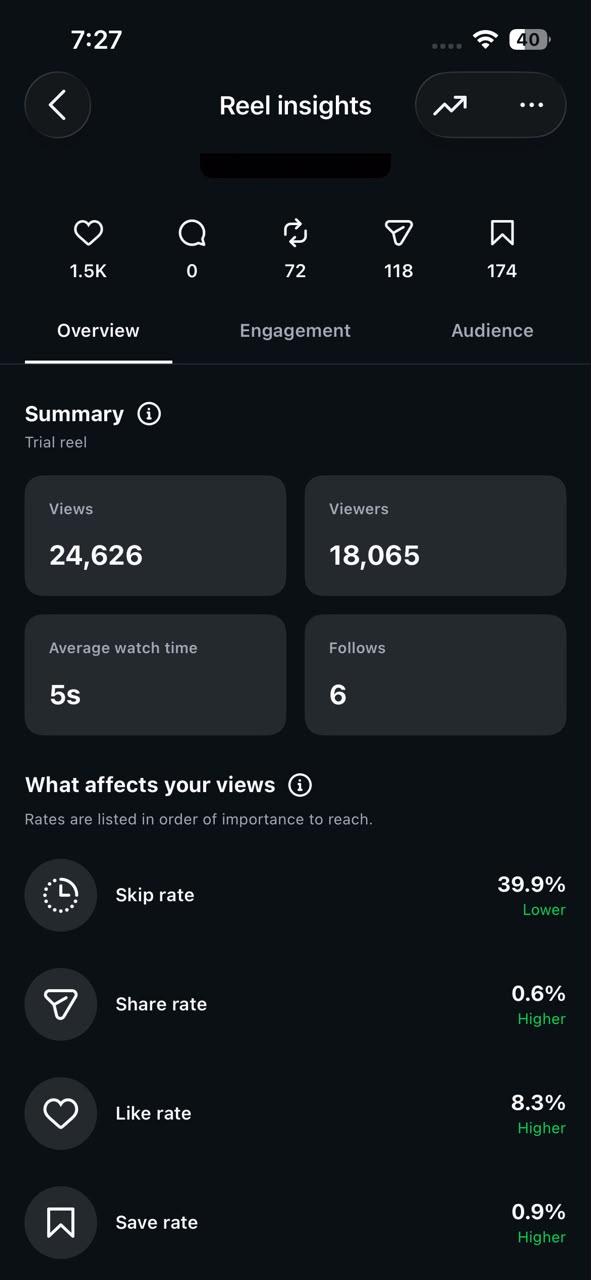 7:27
40
Reel insights
1.5K 0 72 118 174
Overview Engagement Audience
Summary
Trial reel
Views Viewers
24,626 18,065
Average watch time Follows
5s 6
What affects your views
Rates are listed in order of importance to reach.
Skip rate 39.9%
Lower
Share rate 0.6%
Higher
Like rate 8.3%
Higher
Save rate 0.9%
Higher